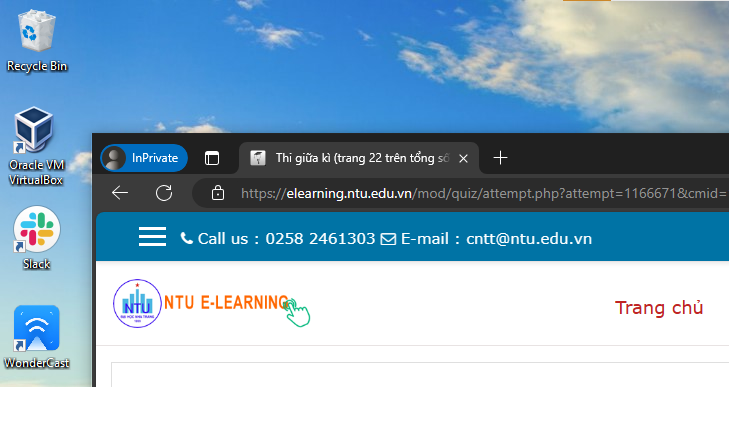 Recycle Bin
Oracle VM
VirtualBox
Slack
WonderCast
InPrivate
Thi giữa kì (trang 22 trên tổng số
https://elearning.ntu.edu.vn/mod/quiz/attempt.php?attempt=1166671&cmid=
Call us : 0258 2461303 E-mail : cntt@ntu.edu.vn
NTU
NTU E-LEARNING
Trang chủ